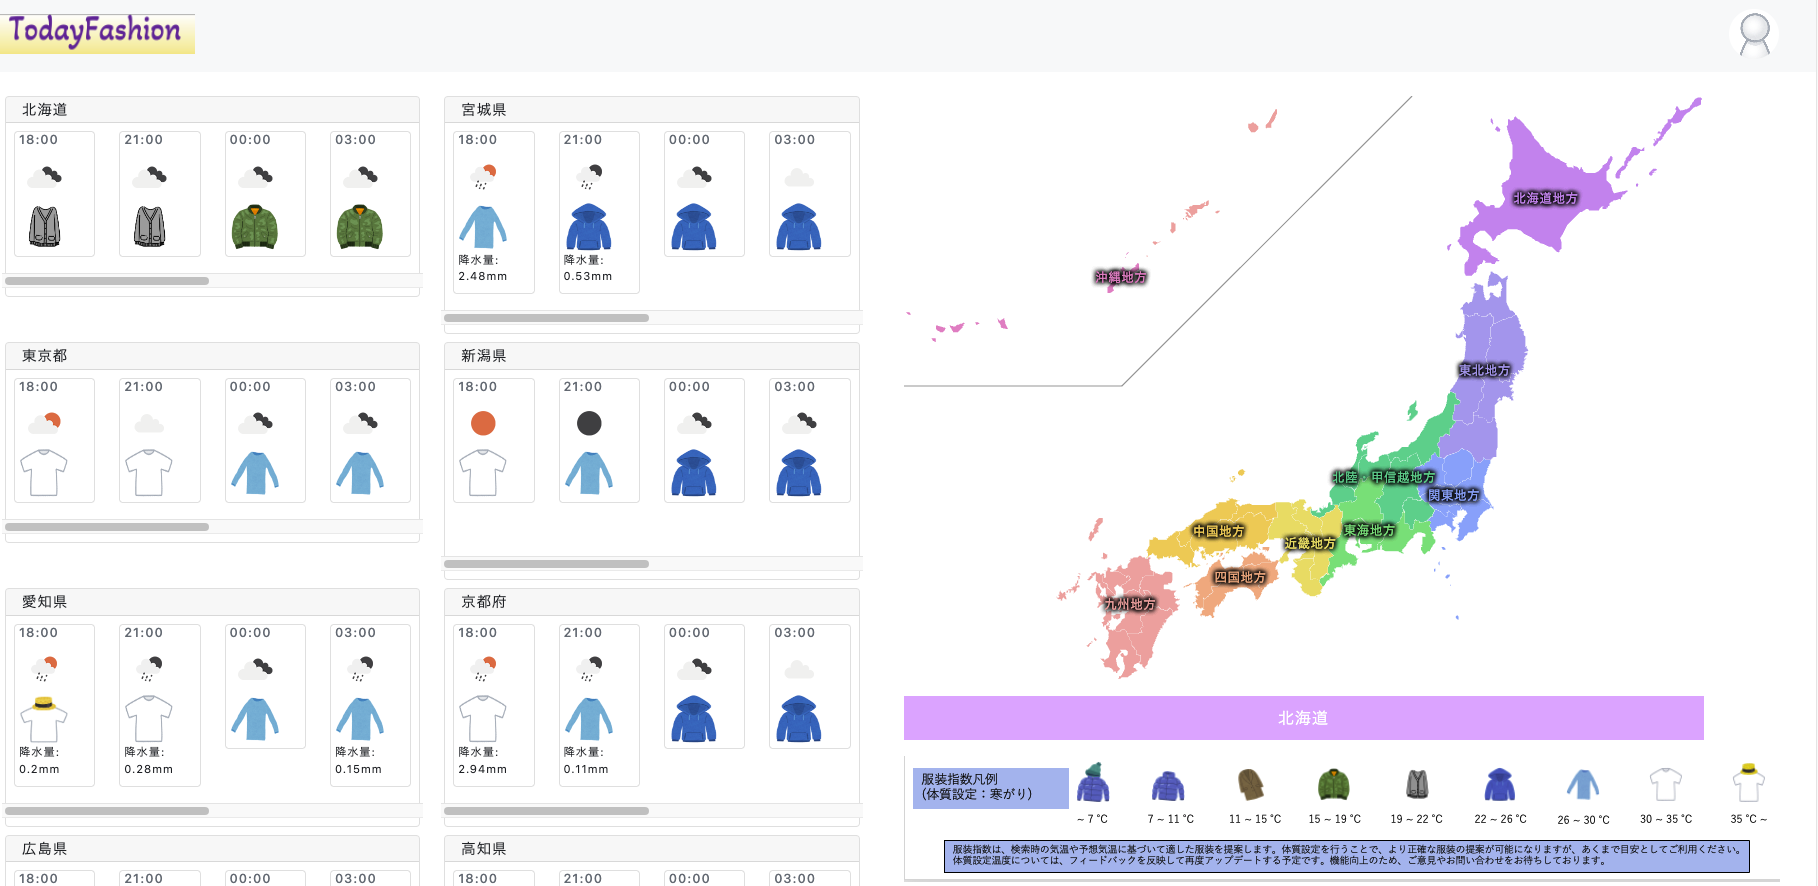 TodayFashion
北海道
18:00
21:00
00:00
03:00
宮城県
18:00
21:00
00:00
03:00
降水量:
2.48mm
降水量:
0.53mm
東京都
18:00
21:00
00:00
03:00
新潟県
18:00
21:00
00:00
03:00
愛知県
18:00
21:00
00:00
03:00
降水量:
0.2mm
降水量:
0.28mm
降水量:
0.15mm
京都府
18:00
21:00
00:00
03:00
降水量:
2.94mm
降水量:
0.11mm
広島県
18:00
21:00
00:00
03:00
高知県
18:00
21:00
00:00
03:00
北海道地方
沖縄地方
東北地方
北陸・甲信越地方
関東地方
中国地方
東海地方
近畿地方
四国地方
九州地方
北海道
服装指数凡例
(体質設定：寒がり)
~ 7 ℃
7 ~ 11 ℃
11 ~ 15 ℃
15 ~ 19 ℃
19 ~ 22 ℃
22 ~ 26 ℃
26 ~ 30 ℃
30 ~ 35 ℃
35 ℃ ~
服装指数は、検索時の気温や予想気温に基づいて適した服装を提案します。体質設定を行うことで、より正確な服装の提案が可能になりますが、あくまで目安としてご利用ください。
体質設定温度については、フィードバックを反映して再度アップデートする予定です。機能向上のため、ご意見やお問い合わせをお待ちしております。